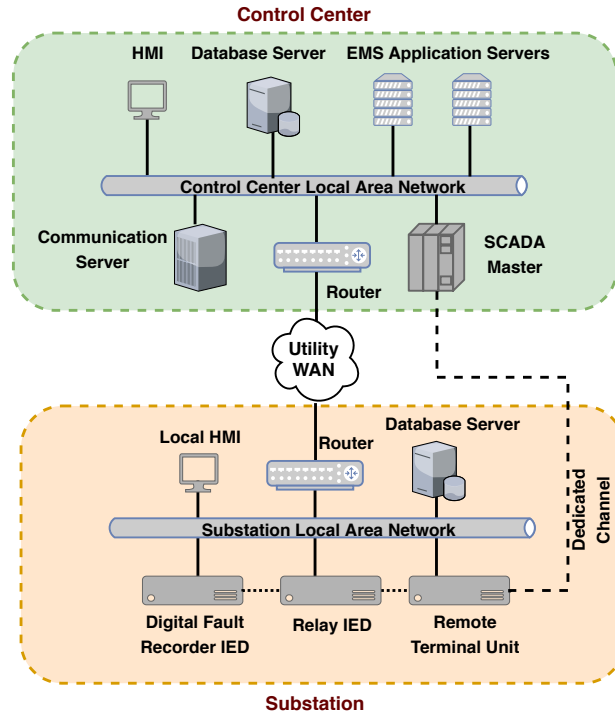 Control Center
HMI
Database Server
EMS Application Servers
Control Center Local Area Network
Communication
Server
Router
SCADA
Master
Utility
WAN
Local HMI
Router
Database Server
Substation Local Area Network
Dedicated
Channel
Digital Fault
Recorder IED
Relay IED
Remote
Terminal Unit
Substation